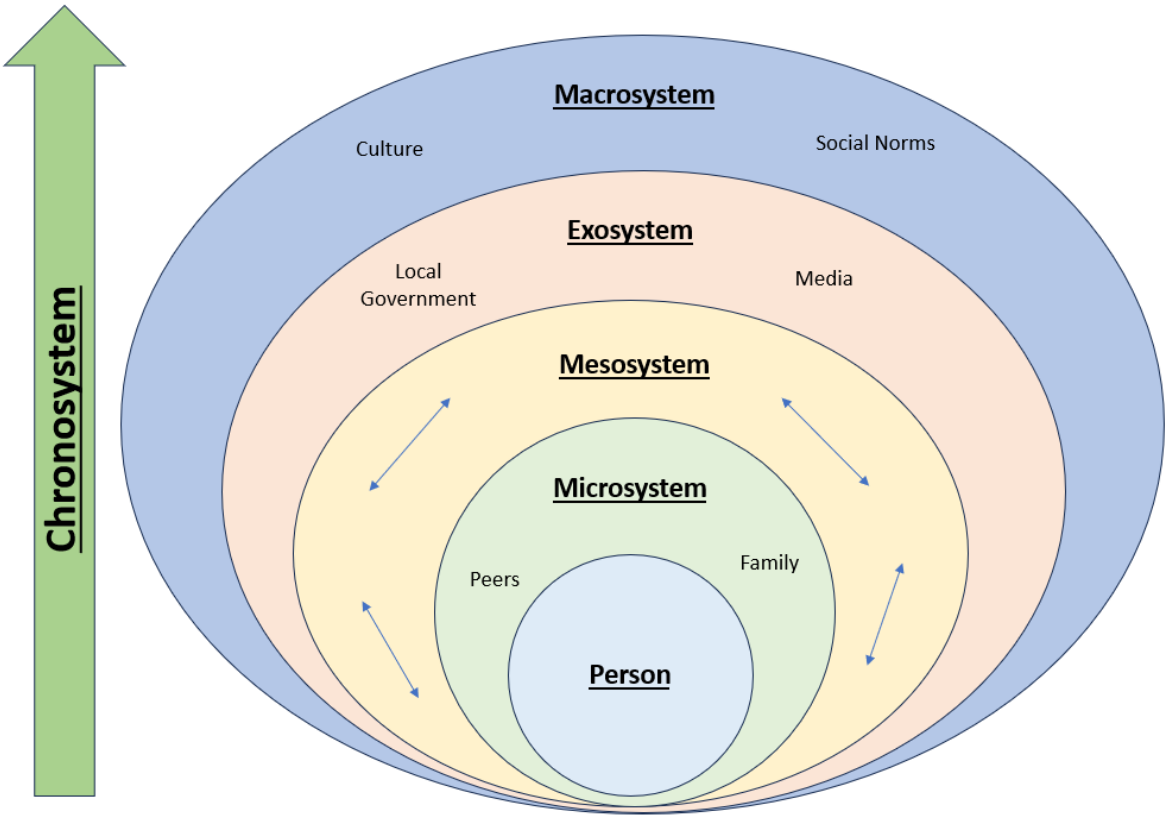 Macrosystem
Culture
Social Norms
Exosystem
Local
Government
Media
Mesosystem
Microsystem
Peers
Family
Person
Chronosystem